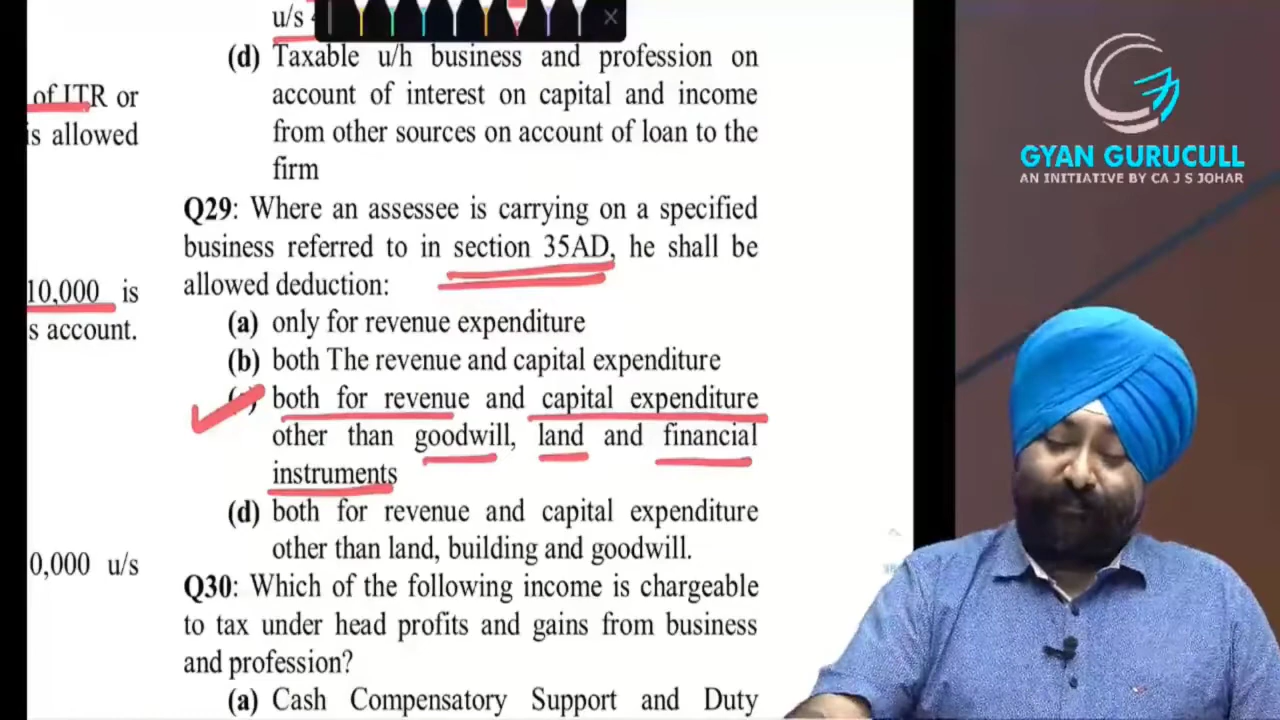 u/s
(d) Taxable u/h business and profession on
account of interest on capital and income
from other sources on account of loan to the
firm
of ITR or
is allowed
10,000 is
s account.
0,000 u/s
Q29: Where an assessee is carrying on a specified
business referred to in section 35AD, he shall be
allowed deduction:
(a) only for revenue expenditure
(b) both The revenue and capital expenditure
both for revenue and capital expenditure
other than goodwill, land and financial
instruments
(d) both for revenue and capital expenditure
other than land, building and goodwill.
Q30: Which of the following income is chargeable
to tax under head profits and gains from business
and profession?
(a) Cash Compensatory Support and Duty
GYAN GURUCULL
AN INITIATIVE BY CA J S JOHAR